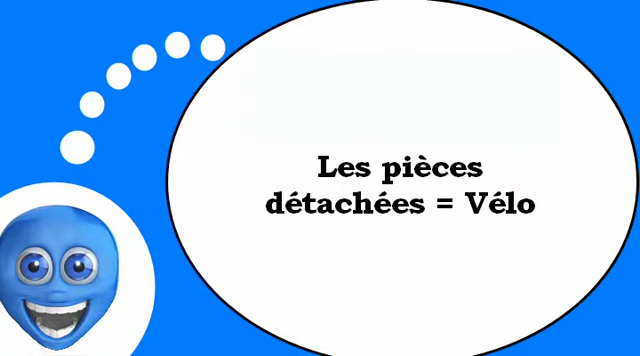 Les pièces
détachées = Vélo